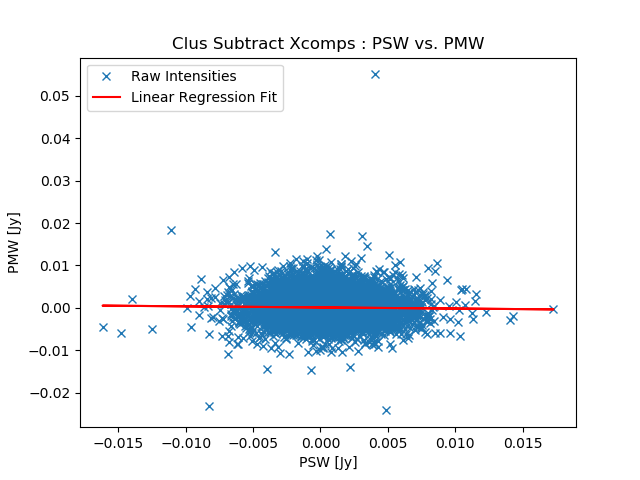 Clus Subtract Xcomps : PSW vs. PMW
Raw Intensities
Linear Regression Fit
PMW [Jy]
0.05
0.04
0.03
0.02
0.01
0.00
−0.01
−0.02
−0.015 −0.010 −0.005 0.000 0.005 0.010 0.015
PSW [Jy]